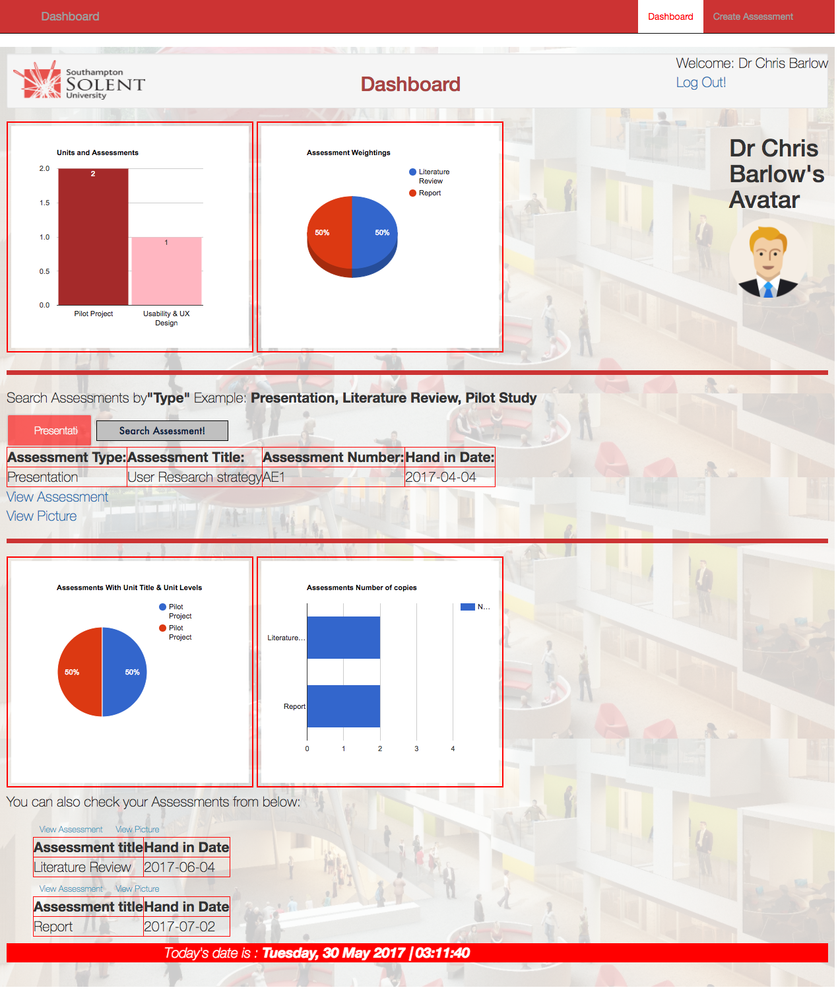 Dashboard
Dashboard
Create Assessment
Southampton
SOLENT
University
Dashboard
Welcome: Dr Chris Barlow
Log Out!
Units and Assessments
2.0
1.5
1.0
0.5
0.0
2
1
Pilot Project
Usability & UX
Design
Assessment Weightings
Literature
Review
Report
50%
50%
Dr Chris
Barlow's
Avatar
Search Assessments by"Type" Example: Presentation, Literature Review, Pilot Study
Presentati
Search Assessment!
Assessment Type: Assessment Title: Assessment Number: Hand in Date:
Presentation User Research strategy AE1 2017-04-04
View Assessment
View Picture
Assessments With Unit Title & Unit Levels
Pilot
Project
Pilot
Project
50%
50%
Assessments Number of copies
N...
Literature...
Report
0 1 2 3 4
You can also check your Assessments from below:
View Assessment View Picture
Assessment title Hand in Date
Literature Review 2017-06-04
View Assessment View Picture
Assessment title Hand in Date
Report 2017-07-02
Today's date is : Tuesday, 30 May 2017 | 03:11:40